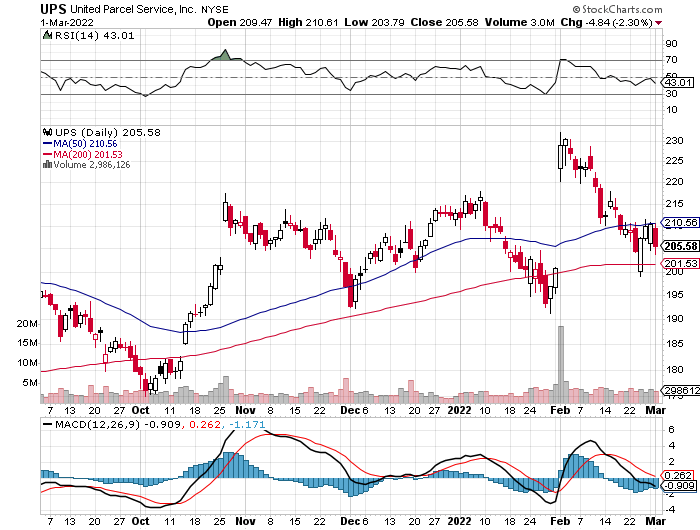 UPS United Parcel Service, Inc. NYSE © StockCharts.com
1-Mar-2022 Open 209.47 High 210.61 Low 203.79 Close 205.58 Volume 3.0M Chg -4.84 (-2.30%)
RSI(14) 43.01
90
70
50
43.01
30
10
UPS (Daily) 205.58
MA(50) 210.56
MA(200) 201.53
Volume 2,986,126
230
225
220
215
210.56
205.58
201.53
200
195
190
185
180
175
20M
15M
10M
5M
2986126
7 13 20 27 Oct 11 18 25 Nov 8 15 22 Dec 6 13 20 27 2022 10 18 24 Feb 7 14 22 Mar
MACD(12,26,9) -0.909, 0.262, -1.171
6
4
2
0.262
-0.909
-2
-4
7 13 20 27 Oct 11 18 25 Nov 8 15 22 Dec 6 13 20 27 2022 10 18 24 Feb 7 14 22 Mar